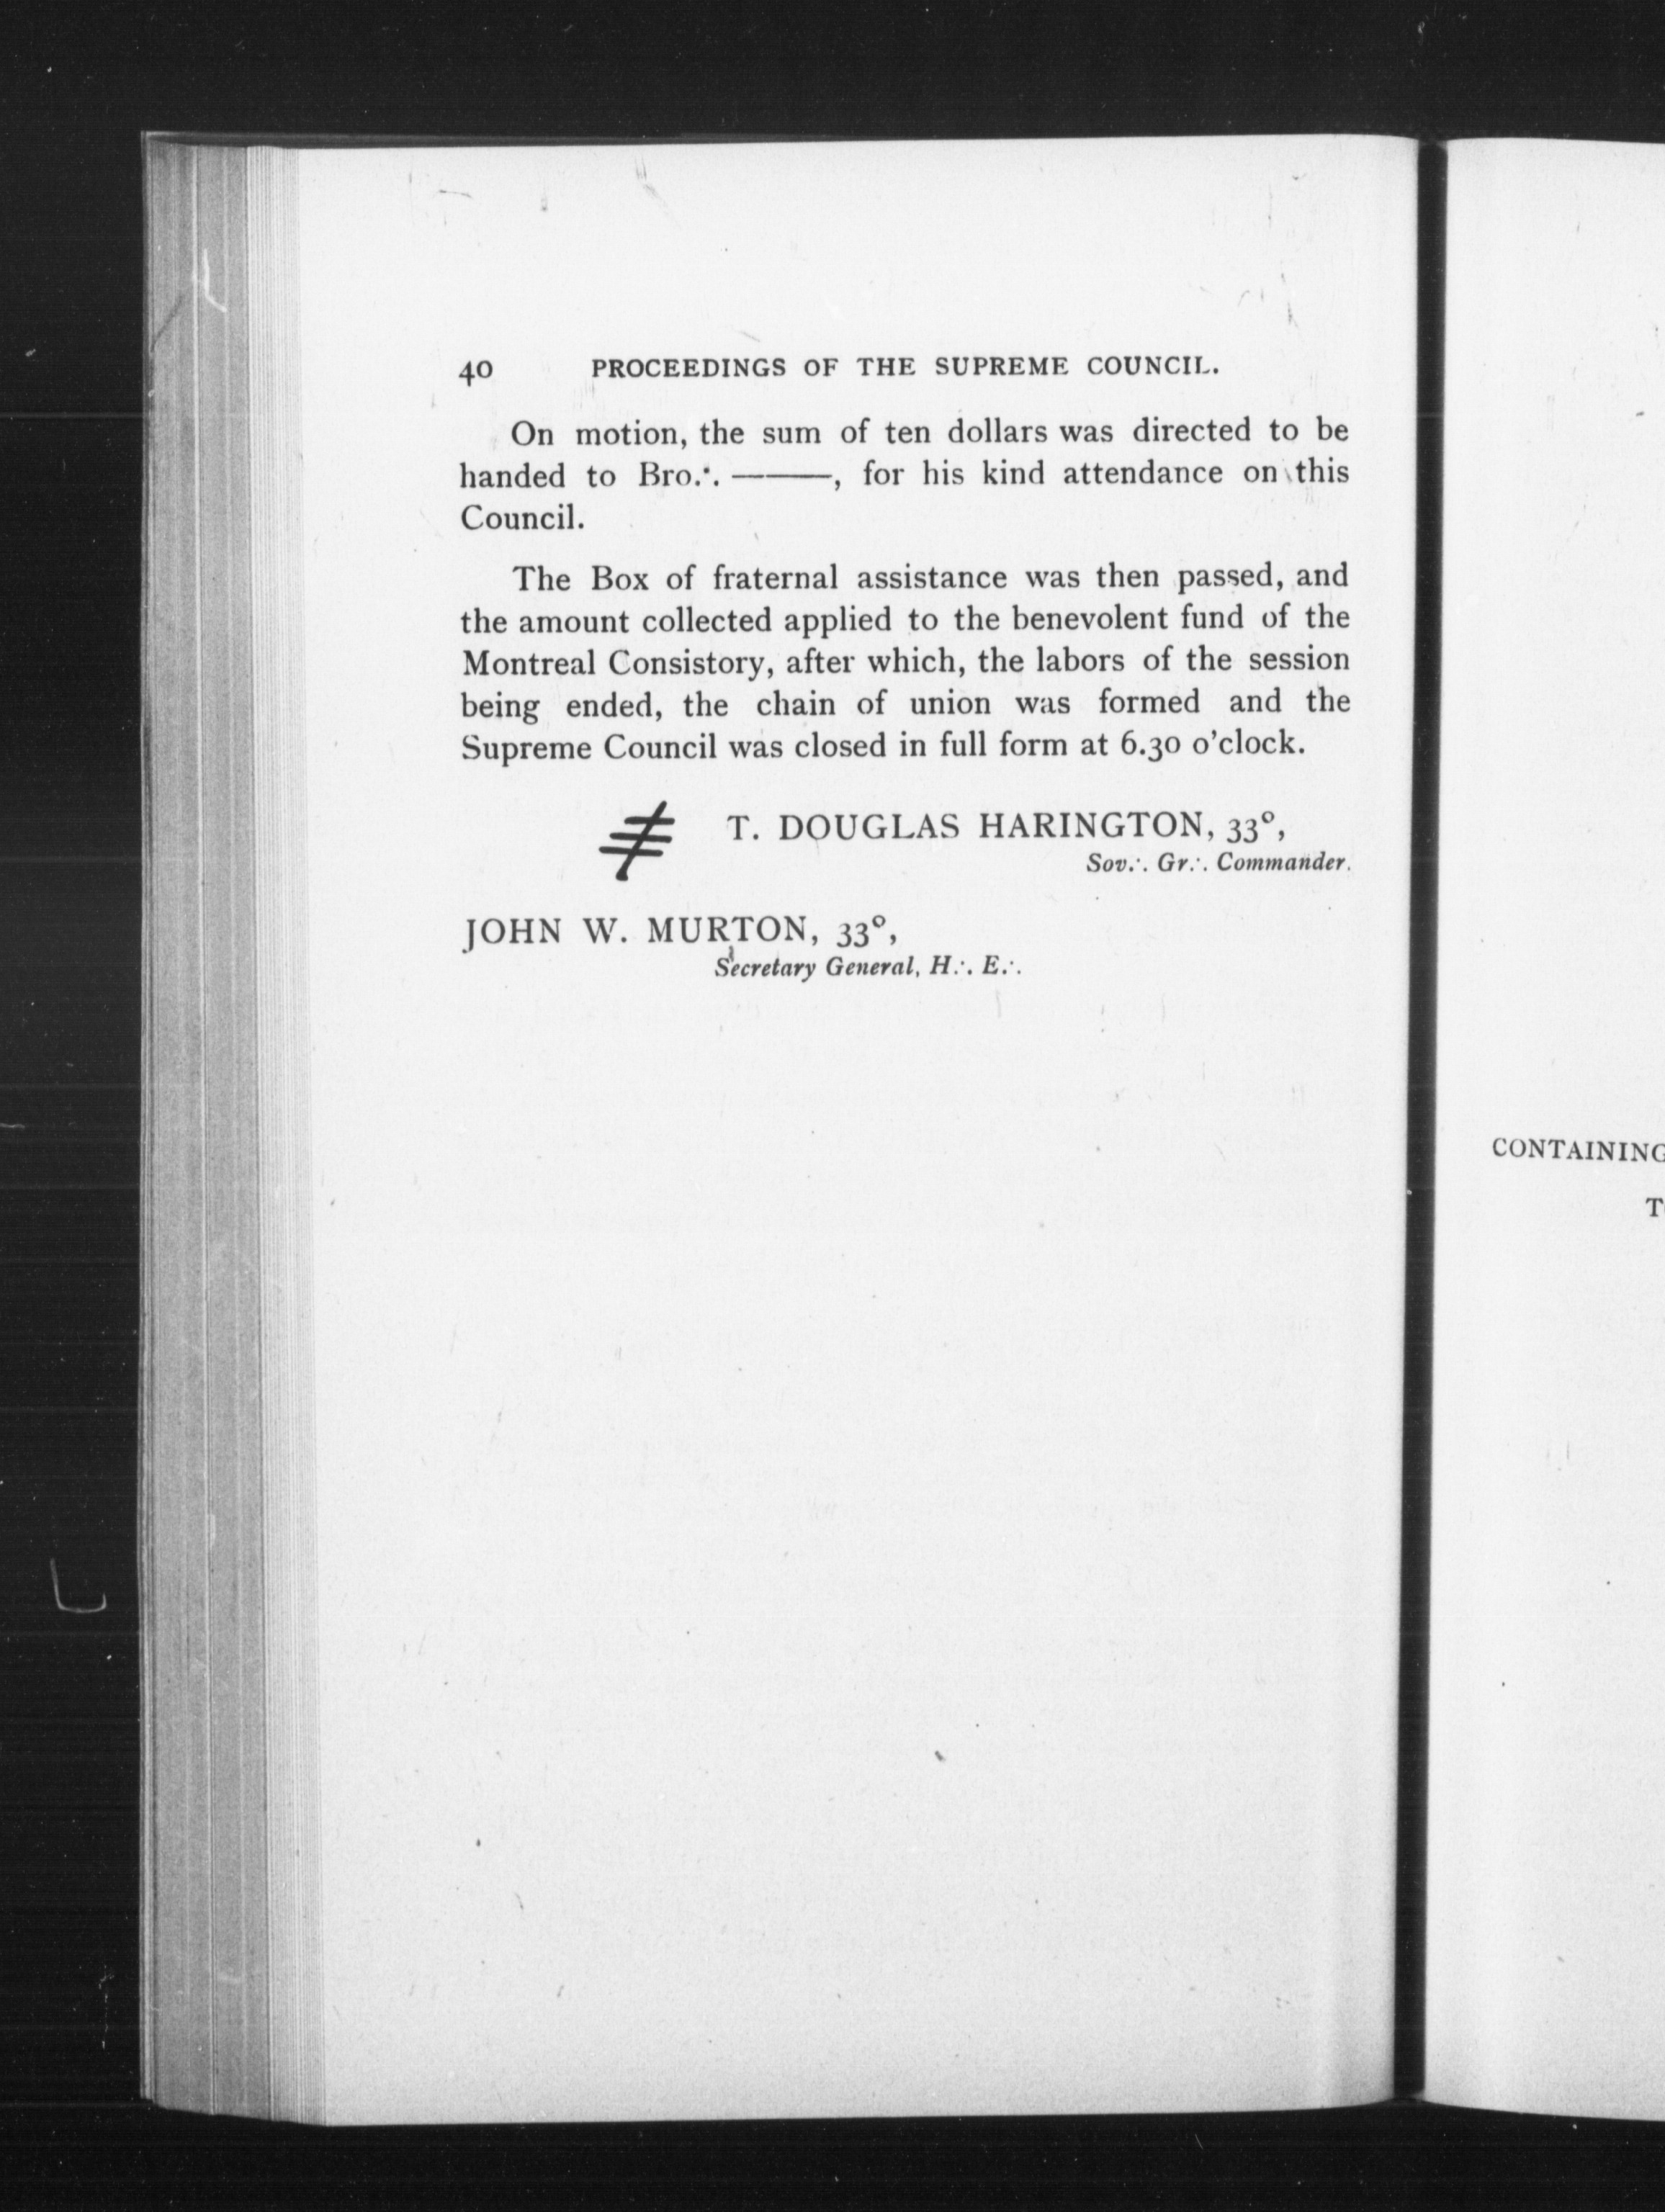 40 PROCEEDINGS OF THE SUPREME COUNCIL.
On motion, the sum of ten dollars was directed to be
handed to Bro.·. ———, for his kind attendance on this
Council.
The Box of fraternal assistance was then passed, and
the amount collected applied to the benevolent fund of the
Montreal Consistory, after which, the labors of the session
being ended, the chain of union was formed and the
Supreme Council was closed in full form at 6.30 o'clock.
T. DOUGLAS HARINGTON, 33°,
Sov.·. Gr.·. Commander.
JOHN W. MURTON, 33°,
Secretary General, H.·. E.·.
CONTAINING